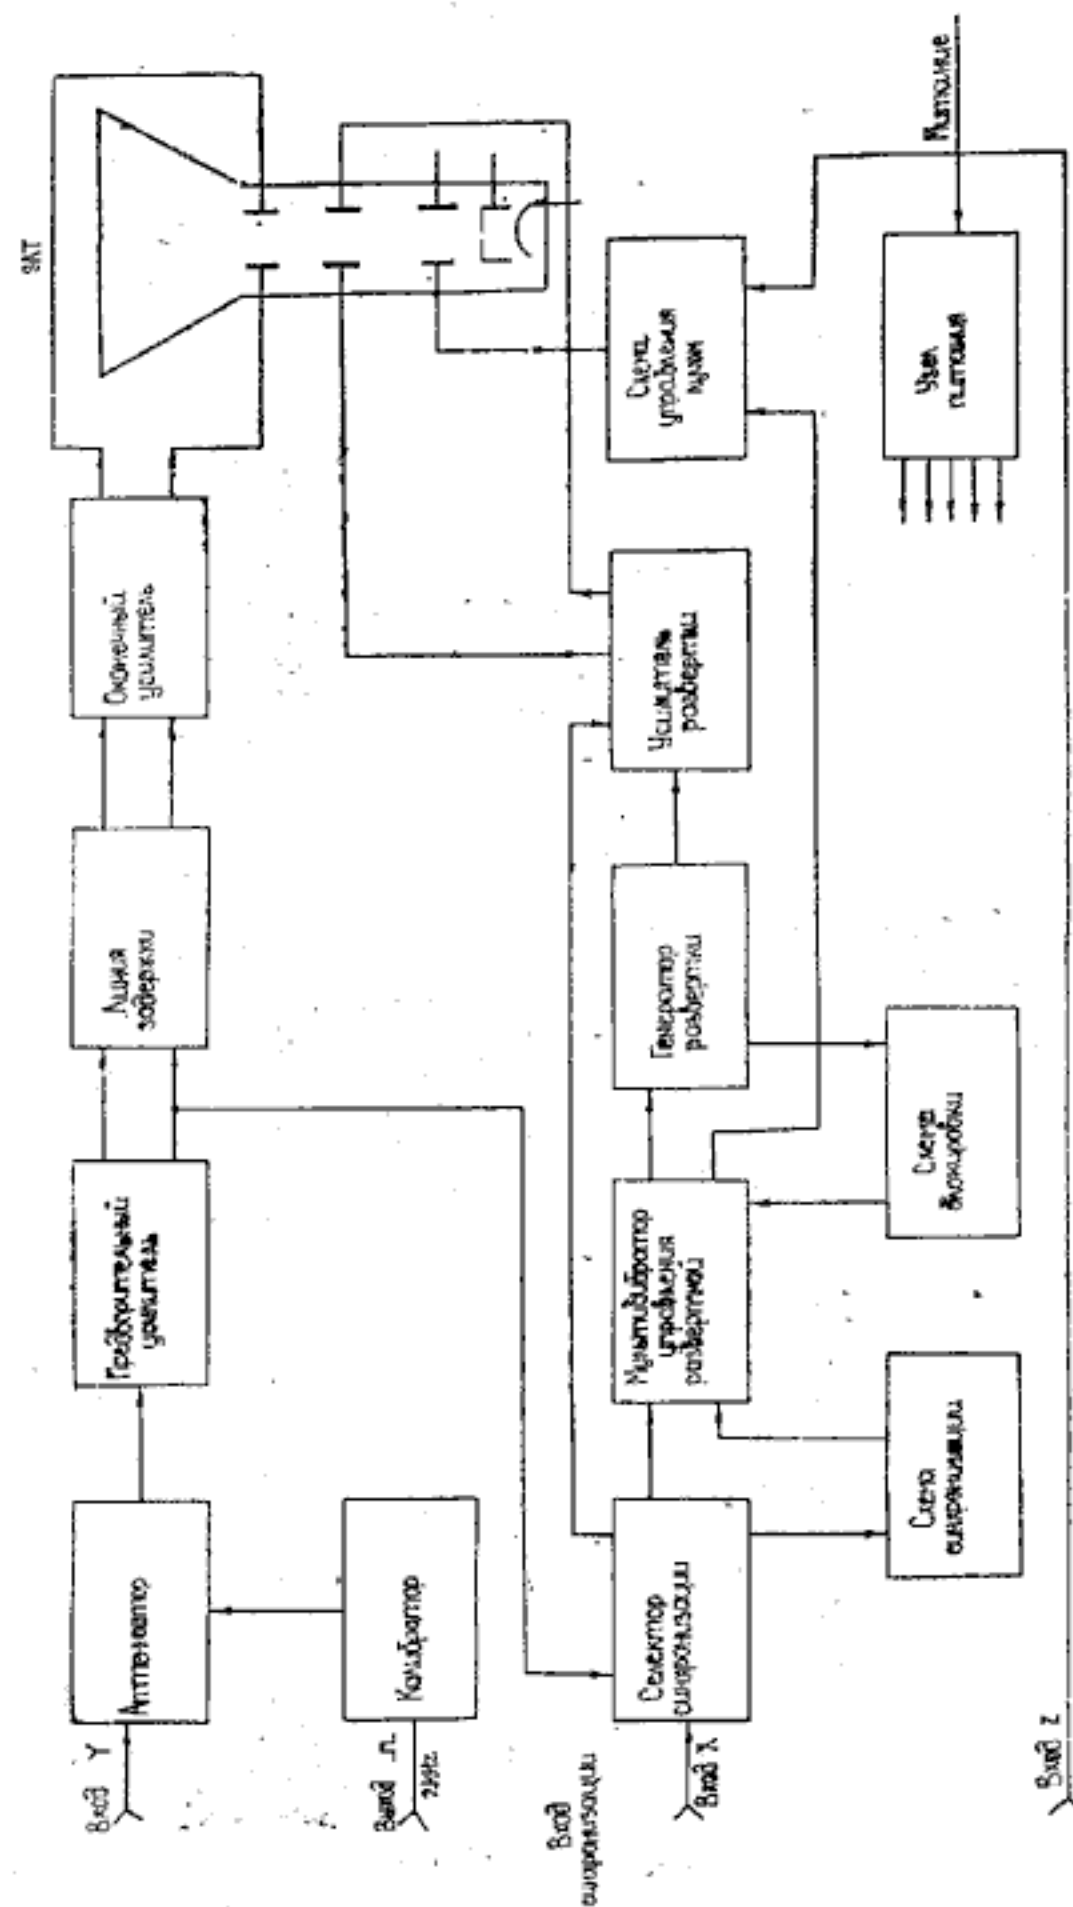 Вход Y
Аттенюатор
Предварительный
усилитель
Линия
задержки
Оконечный
усилитель
ЭЛТ
Выход
Калибратор
Вход
синхронизации
Вход X
Селектор
синхронизации
Мультивибратор
управления
разверткой
Генератор
развертки
Усилитель
развертки
Схема
управления
лучом
Схема
синхронизации
Схема
блокировки
Узел
питания
Питание
Вход Z